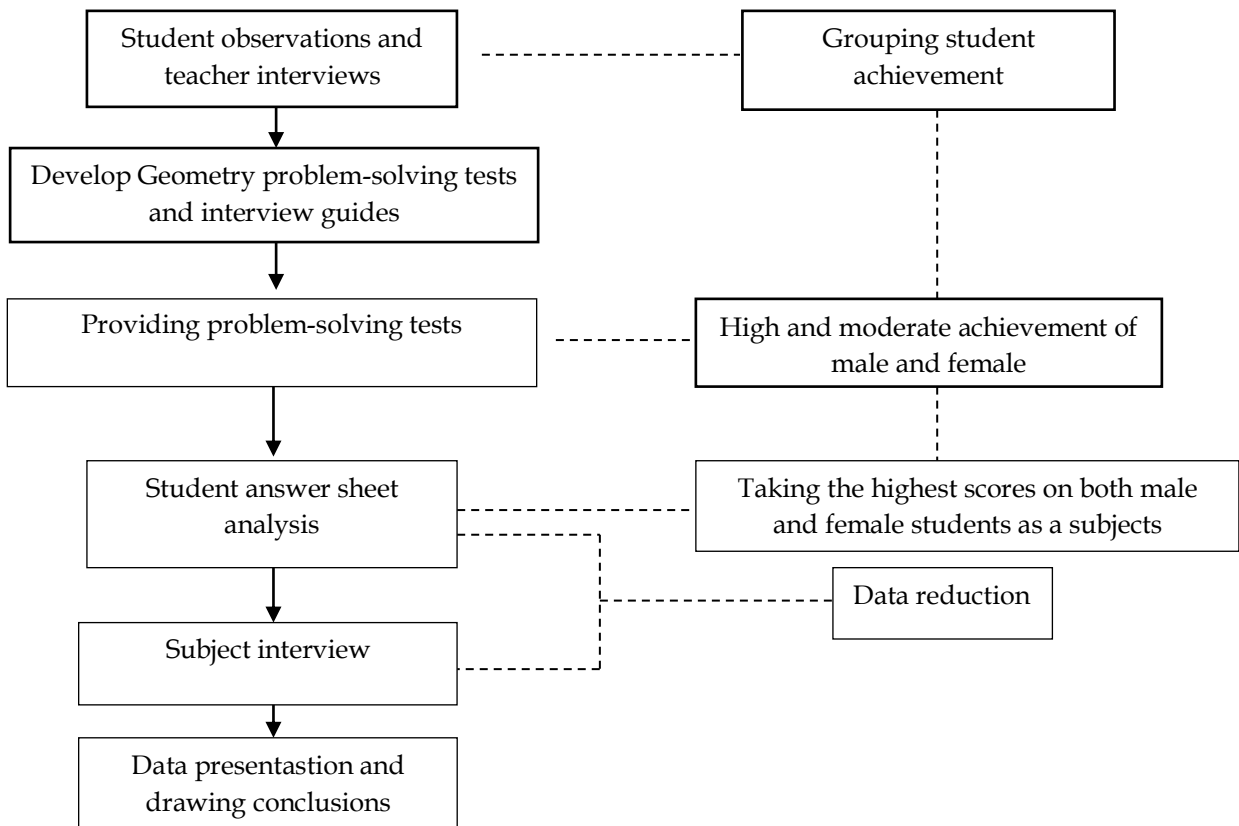 Student observations and
teacher interviews
Grouping student
achievement
Develop Geometry problem-solving tests
and interview guides
Providing problem-solving tests
High and moderate achievement of
male and female
Student answer sheet
analysis
Taking the highest scores on both male
and female students as a subjects
Data reduction
Subject interview
Data presentastion and
drawing conclusions